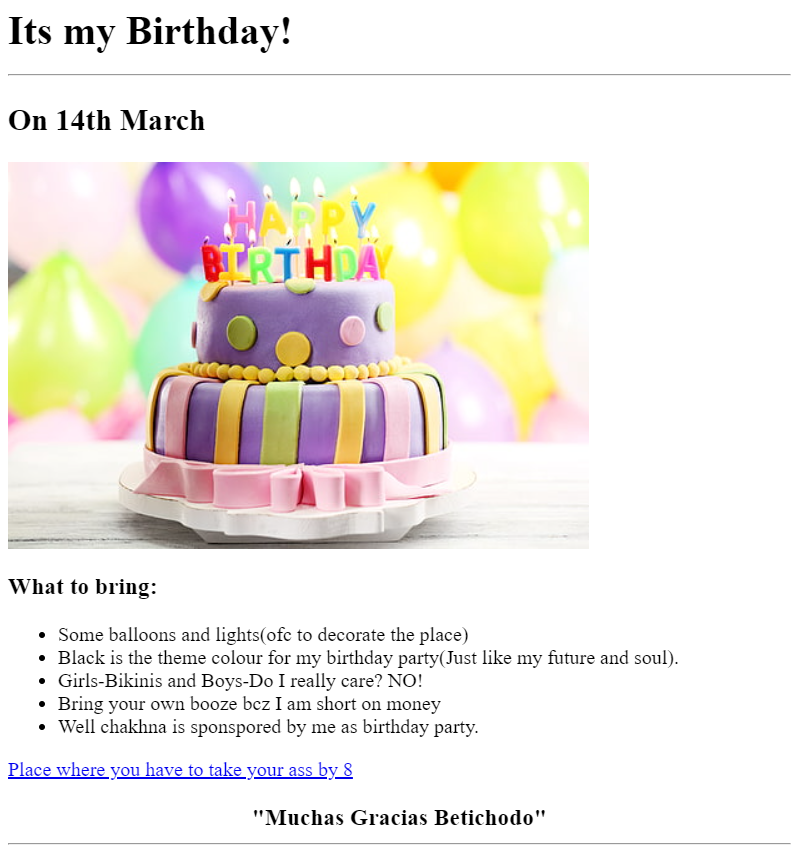 Its my Birthday!
On 14th March
HAPPY
BIRTHDAY
What to bring:
Some balloons and lights(ofc to decorate the place)
Black is the theme colour for my birthday party(Just like my future and soul).
Girls-Bikinis and Boys-Do I really care? NO!
Bring your own booze bcz I am short on money
Well chakhna is sponspored by me as birthday party.
Place where you have to take your ass by 8
"Muchas Gracias Betichodo"